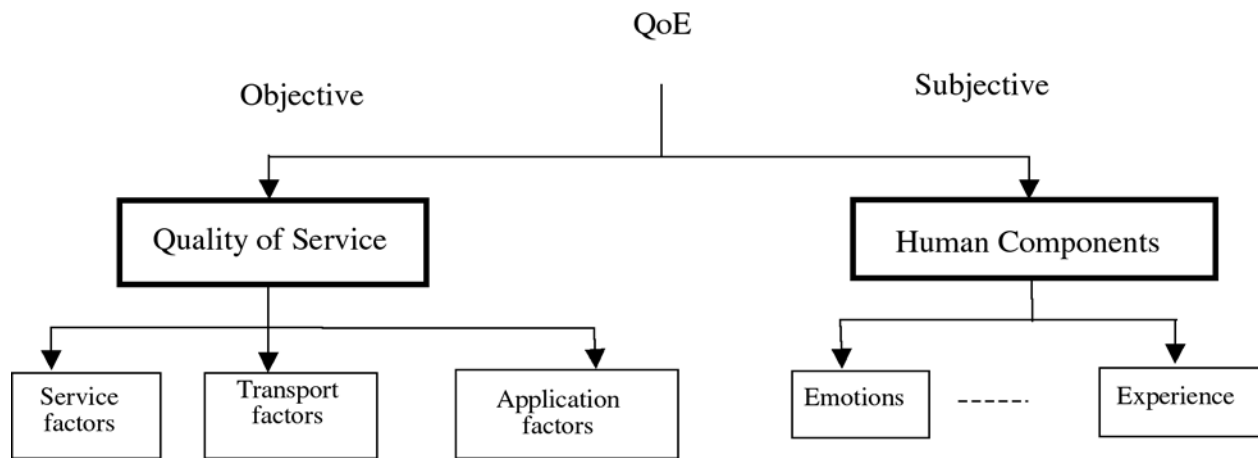 QoE
Objective
Subjective
Quality of Service
Human Components
Service
factors
Transport
factors
Application
factors
Emotions
Experience